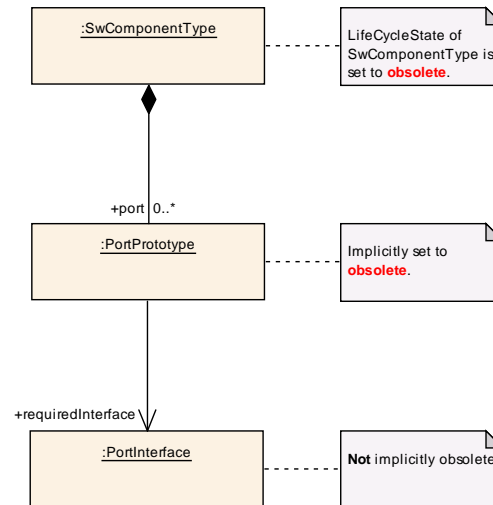 :SwComponentType
LifeCycleState of
SwComponentType is
set to obsolete.
+port 0..*
:PortPrototype
Implicitly set to
obsolete.
+requiredInterface
:PortInterface
Not implicitly obsolete